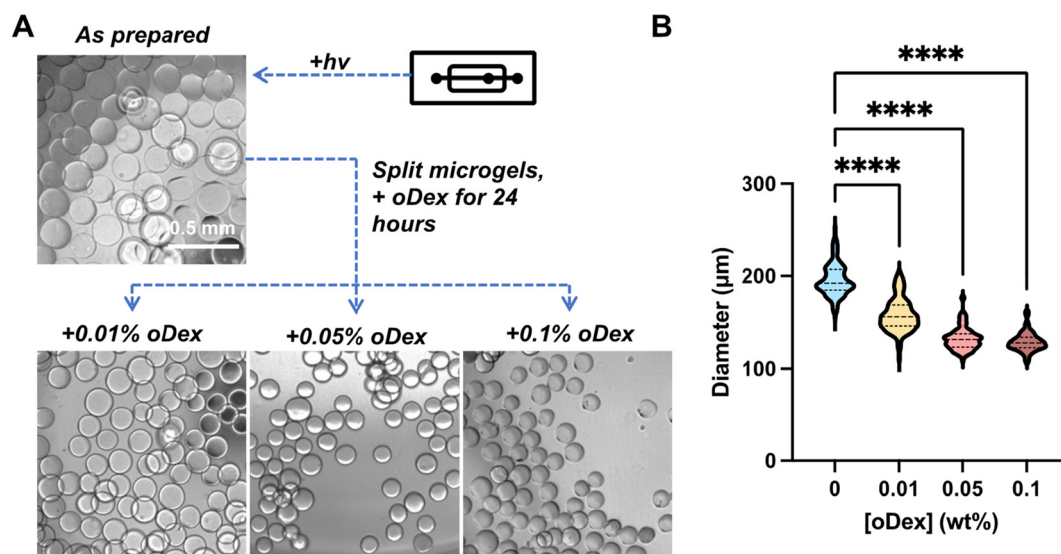 A
As prepared
+hv
0.5 mm
Split microgels,
+ oDex for 24
hours
+0.01% oDex
+0.05% oDex
+0.1% oDex
B
****
****
****
300
200
100
0
Diameter (μm)
0
0.01
0.05
0.1
[oDex] (wt%)